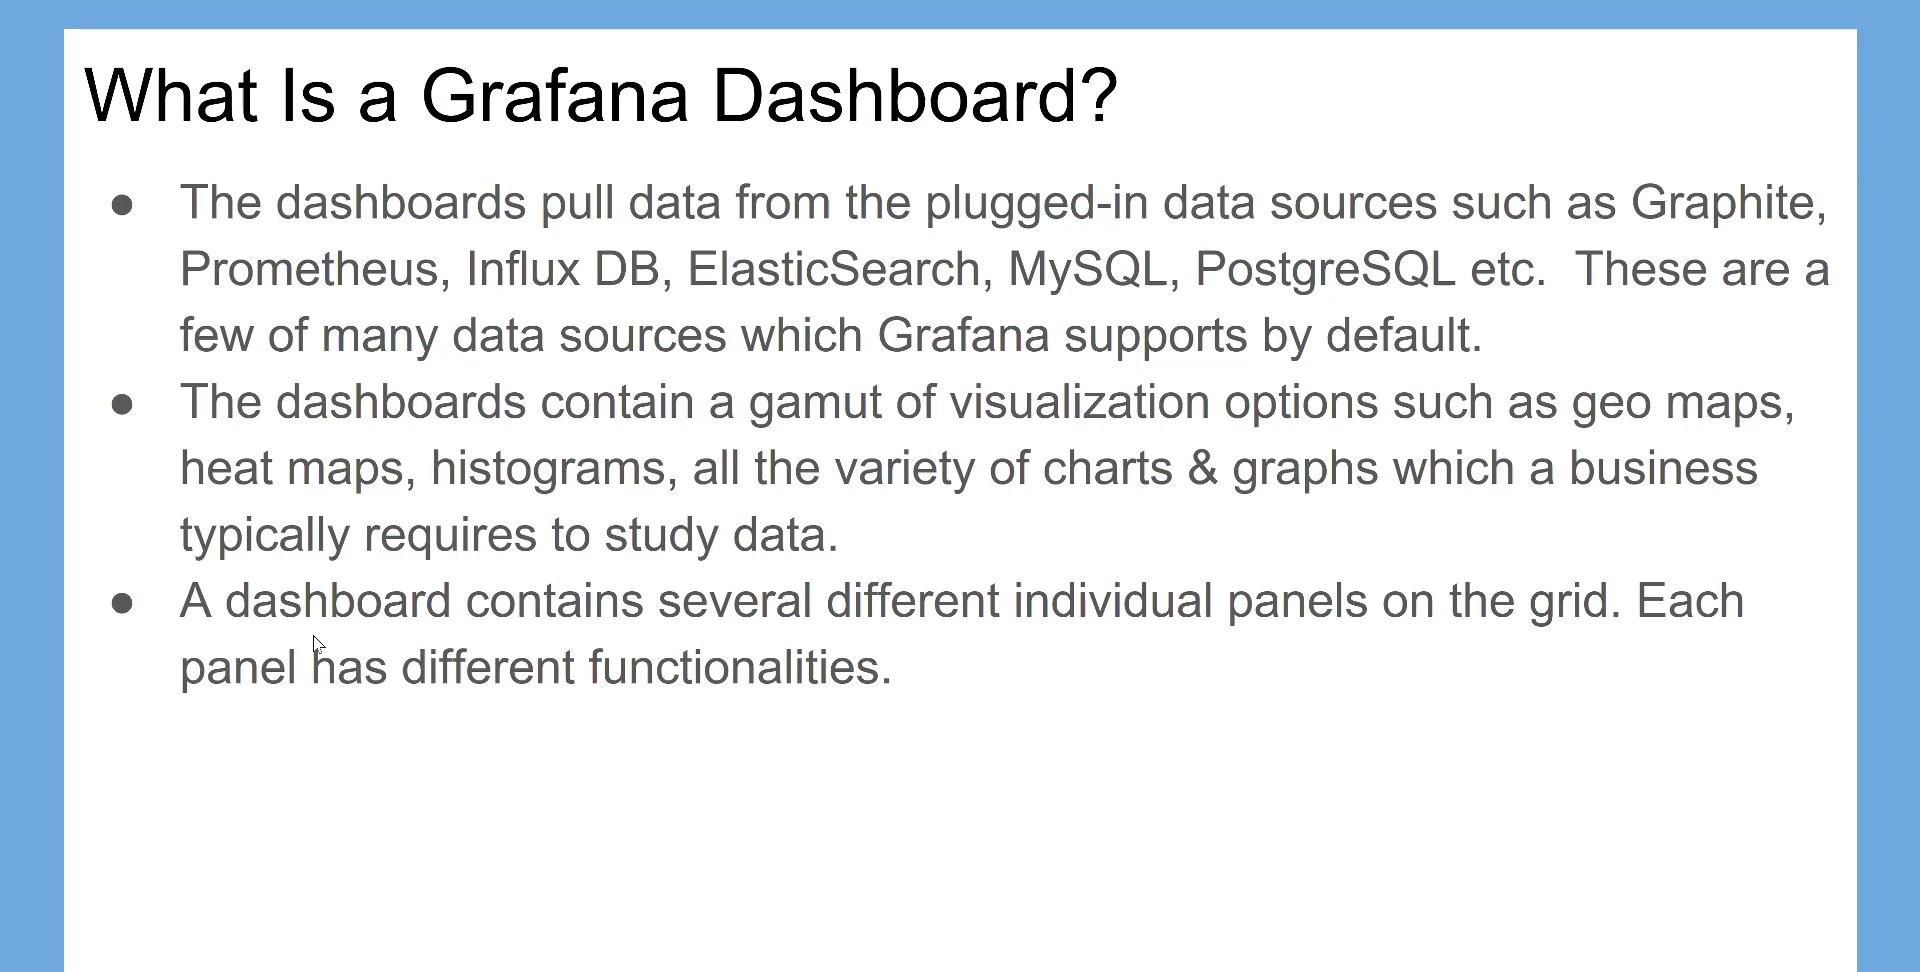 What Is a Grafana Dashboard?
● The dashboards pull data from the plugged-in data sources such as Graphite,
Prometheus, Influx DB, ElasticSearch, MySQL, PostgreSQL etc.  These are a
few of many data sources which Grafana supports by default.
● The dashboards contain a gamut of visualization options such as geo maps,
heat maps, histograms, all the variety of charts & graphs which a business
typically requires to study data.
● A dashboard contains several different individual panels on the grid. Each
panel has different functionalities.